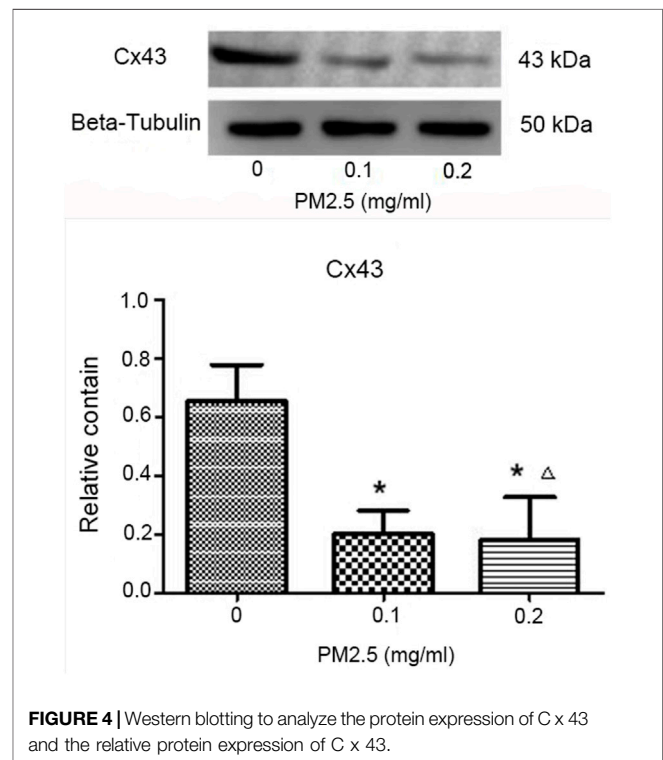 Cx43 43 kDa
Beta-Tubulin 50 kDa
0 0.1 0.2
PM2.5 (mg/ml)
Cx43
1.0
0.8
0.6
0.4
0.2
0.0
Relative contain
*
* △
0 0.1 0.2
PM2.5 (mg/ml)
FIGURE 4 | Western blotting to analyze the protein expression of C x 43
and the relative protein expression of C x 43.